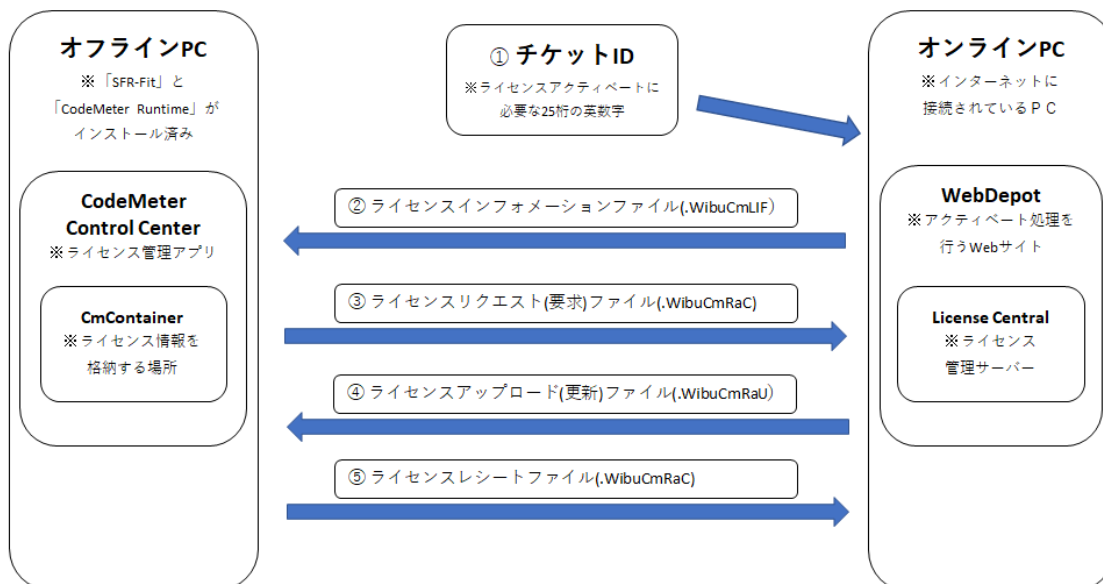 オフラインPC
※「SFR-Fit」と
「CodeMeter Runtime」が
インストール済み
CodeMeter
Control Center
※ライセンス管理アプリ
CmContainer
※ライセンス情報を
格納する場所
① チケットID
※ライセンスアクティベートに
必要な25桁の英数字
② ライセンスインフォメーションファイル(.WibuCmLIF)
③ ライセンスリクエスト(要求)ファイル(.WibuCmRaC)
④ ライセンスアップロード(更新)ファイル(.WibuCmRaU)
⑤ ライセンスレシートファイル(.WibuCmRaC)
オンラインPC
※インターネットに
接続されているＰＣ
WebDepot
※アクティベート処理を
行うWebサイト
License Central
※ライセンス
管理サーバー